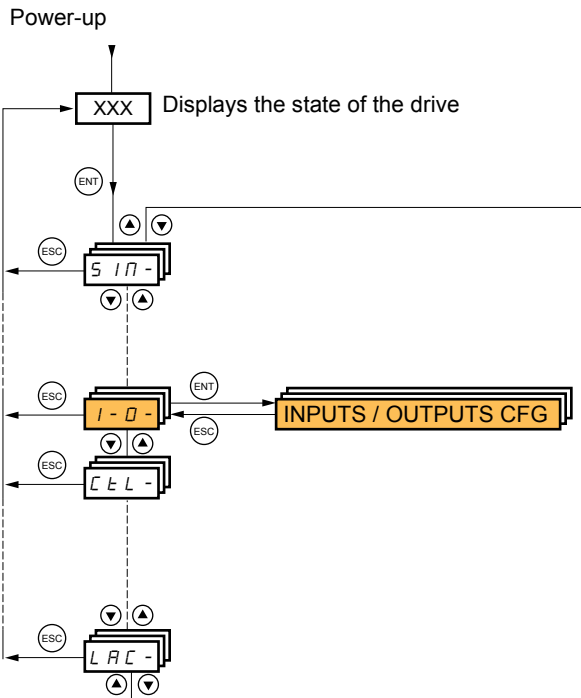 Power-up
XXX Displays the state of the drive
ENT
ESC
SIM-
ESC
I-O-
ENT
ESC
INPUTS / OUTPUTS CFG
ESC
CtL-
ESC
LAC-